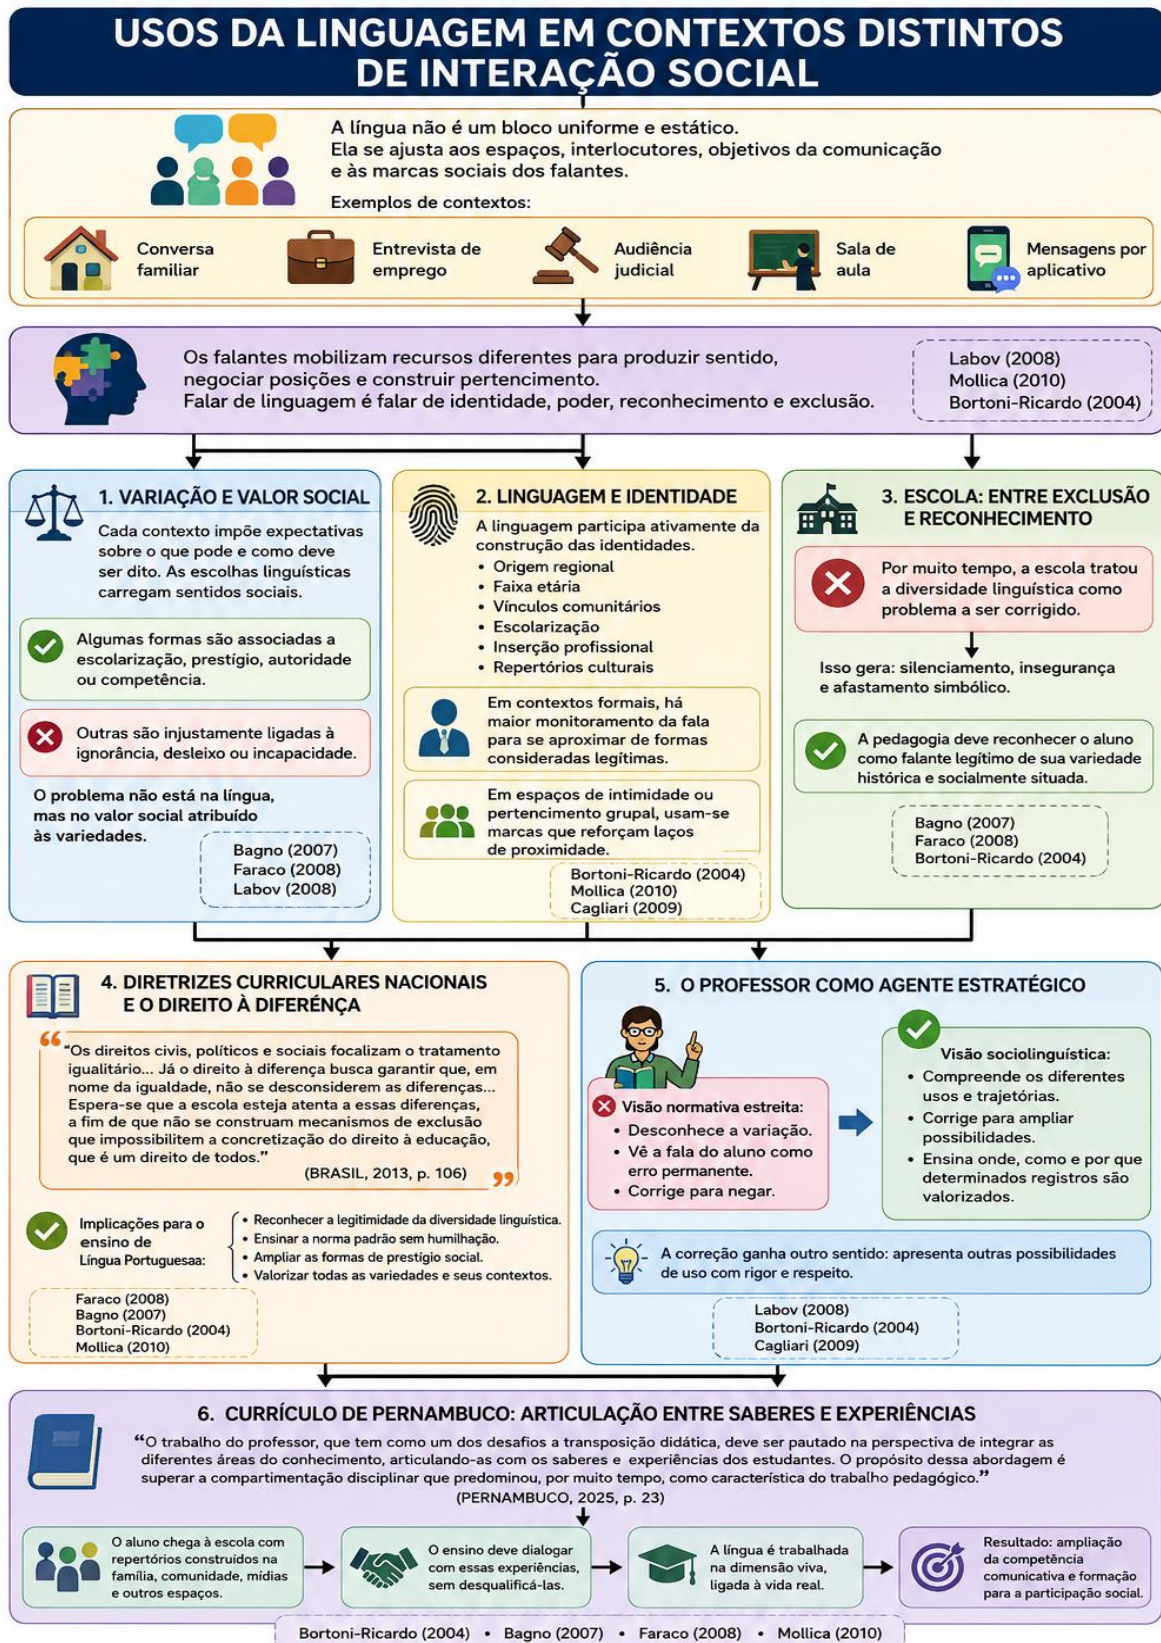 USOS DA LINGUAGEM EM CONTEXTOS DISTINTOS
DE INTERAÇÃO SOCIAL
A língua não é um bloco uniforme e estático.
Ela se ajusta aos espaços, interlocutores, objetivos da comunicação
e às marcas sociais dos falantes.
Exemplos de contextos:
Conversa
familiar
Entrevista de
emprego
Audiência
judicial
Sala de
aula
Mensagens por
aplicativo
Os falantes mobilizam recursos diferentes para produzir sentido,
negociar posições e construir pertencimento.
Falar de linguagem é falar de identidade, poder, reconhecimento e exclusão.
Labov (2008)
Mollica (2010)
Bortoni-Ricardo (2004)
1. VARIAÇÃO E VALOR SOCIAL
Cada contexto impõe expectativas
sobre o que pode e como deve
ser dito. As escolhas linguísticas
carregam sentidos sociais.
Algumas formas são associadas a
escolarização, prestígio, autoridade
ou competência.
Outras são injustamente ligadas à
ignorância, desleixo ou incapacidade.
O problema não está na língua,
mas no valor social atribuído
às variedades.
Bagno (2007)
Faraco (2008)
Labov (2008)
2. LINGUAGEM E IDENTIDADE
A linguagem participa ativamente da
construção das identidades.
• Origem regional
• Faixa etária
• Vínculos comunitários
• Escolarização
• Inserção profissional
• Repertórios culturais
Em contextos formais, há
maior monitoramento da fala
para se aproximar de formas
consideradas legítimas.
Em espaços de intimidade ou
pertencimento grupal, usam-se
marcas que reforçam laços
de proximidade.
Bortoni-Ricardo (2004)
Mollica (2010)
Cagliari (2009)
3. ESCOLA: ENTRE EXCLUSÃO
E RECONHECIMENTO
Por muito tempo, a escola tratou
a diversidade linguística como
problema a ser corrigido.
Isso gera: silenciamento, insegurança
e afastamento simbólico.
A pedagogia deve reconhecer o aluno
como falante legítimo de sua variedade
histórica e socialmente situada.
Bagno (2007)
Faraco (2008)
Bortoni-Ricardo (2004)
4. DIRETRIZES CURRICULARES NACIONAIS
E O DIREITO À DIFERÉNÇA
“Os direitos civis, políticos e sociais focalizam o tratamento
igualitário... Já o direito à diferença busca garantir que, em
nome da igualdade, não se desconsiderem as diferenças...
Espera-se que a escola esteja atenta a essas diferenças,
a fim de que não se construam mecanismos de exclusão
que impossibilitem a concretização do direito à educação,
que é um direito de todos.”
(BRASIL, 2013, p. 106)
Implicações para o
ensino de
Língua Portuguesaa:
• Reconhecer a legitimidade da diversidade linguística.
• Ensinar a norma padrão sem humilhação.
• Ampliar as formas de prestígio social.
• Valorizar todas as variedades e seus contextos.
Faraco (2008)
Bagno (2007)
Bortoni-Ricardo (2004)
Mollica (2010)
5. O PROFESSOR COMO AGENTE ESTRATÉGICO
Visão normativa estreita:
• Desconhece a variação.
• Vê a fala do aluno como
erro permanente.
• Corrige para negar.
Visão sociolinguística:
• Compreende os diferentes
usos e trajetórias.
• Corrige para ampliar
possibilidades.
• Ensina onde, como e por que
determinados registros são
valorizados.
A correção ganha outro sentido: apresenta outras possibilidades
de uso com rigor e respeito.
Labov (2008)
Bortoni-Ricardo (2004)
Cagliari (2009)
6. CURRÍCULO DE PERNAMBUCO: ARTICULAÇÃO ENTRE SABERES E EXPERIÊNCIAS
“O trabalho do professor, que tem como um dos desafios a transposição didática, deve ser pautado na perspectiva de integrar as
diferentes áreas do conhecimento, articulando-as com os saberes e experiências dos estudantes. O propósito dessa abordagem é
superar a compartimentação disciplinar que predominou, por muito tempo, como característica do trabalho pedagógico.”
(PERNAMBUCO, 2025, p. 23)
O aluno chega à escola com
repertórios construídos na
família, comunidade, mídias
e outros espaços.
O ensino deve dialogar
com essas experiências,
sem desqualificá-las.
A língua é trabalhada
na dimensão viva,
ligada à vida real.
Resultado: ampliação
da competência
comunicativa e formação
para a participação social.
Bortoni-Ricardo (2004) • Bagno (2007) • Faraco (2008) • Mollica (2010)